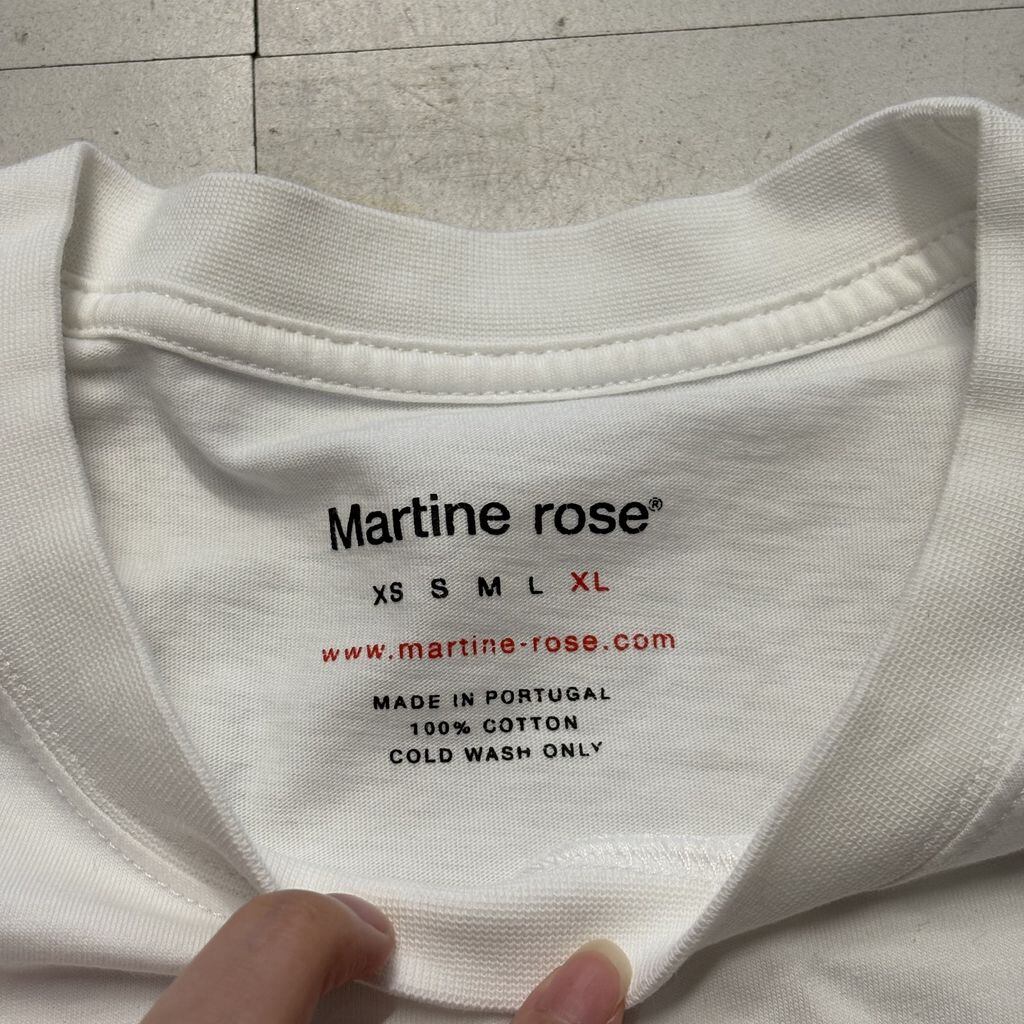 Martine rose®
XS S M L XL
www.martine-rose.com
MADE IN PORTUGAL
100% COTTON
COLD WASH ONLY